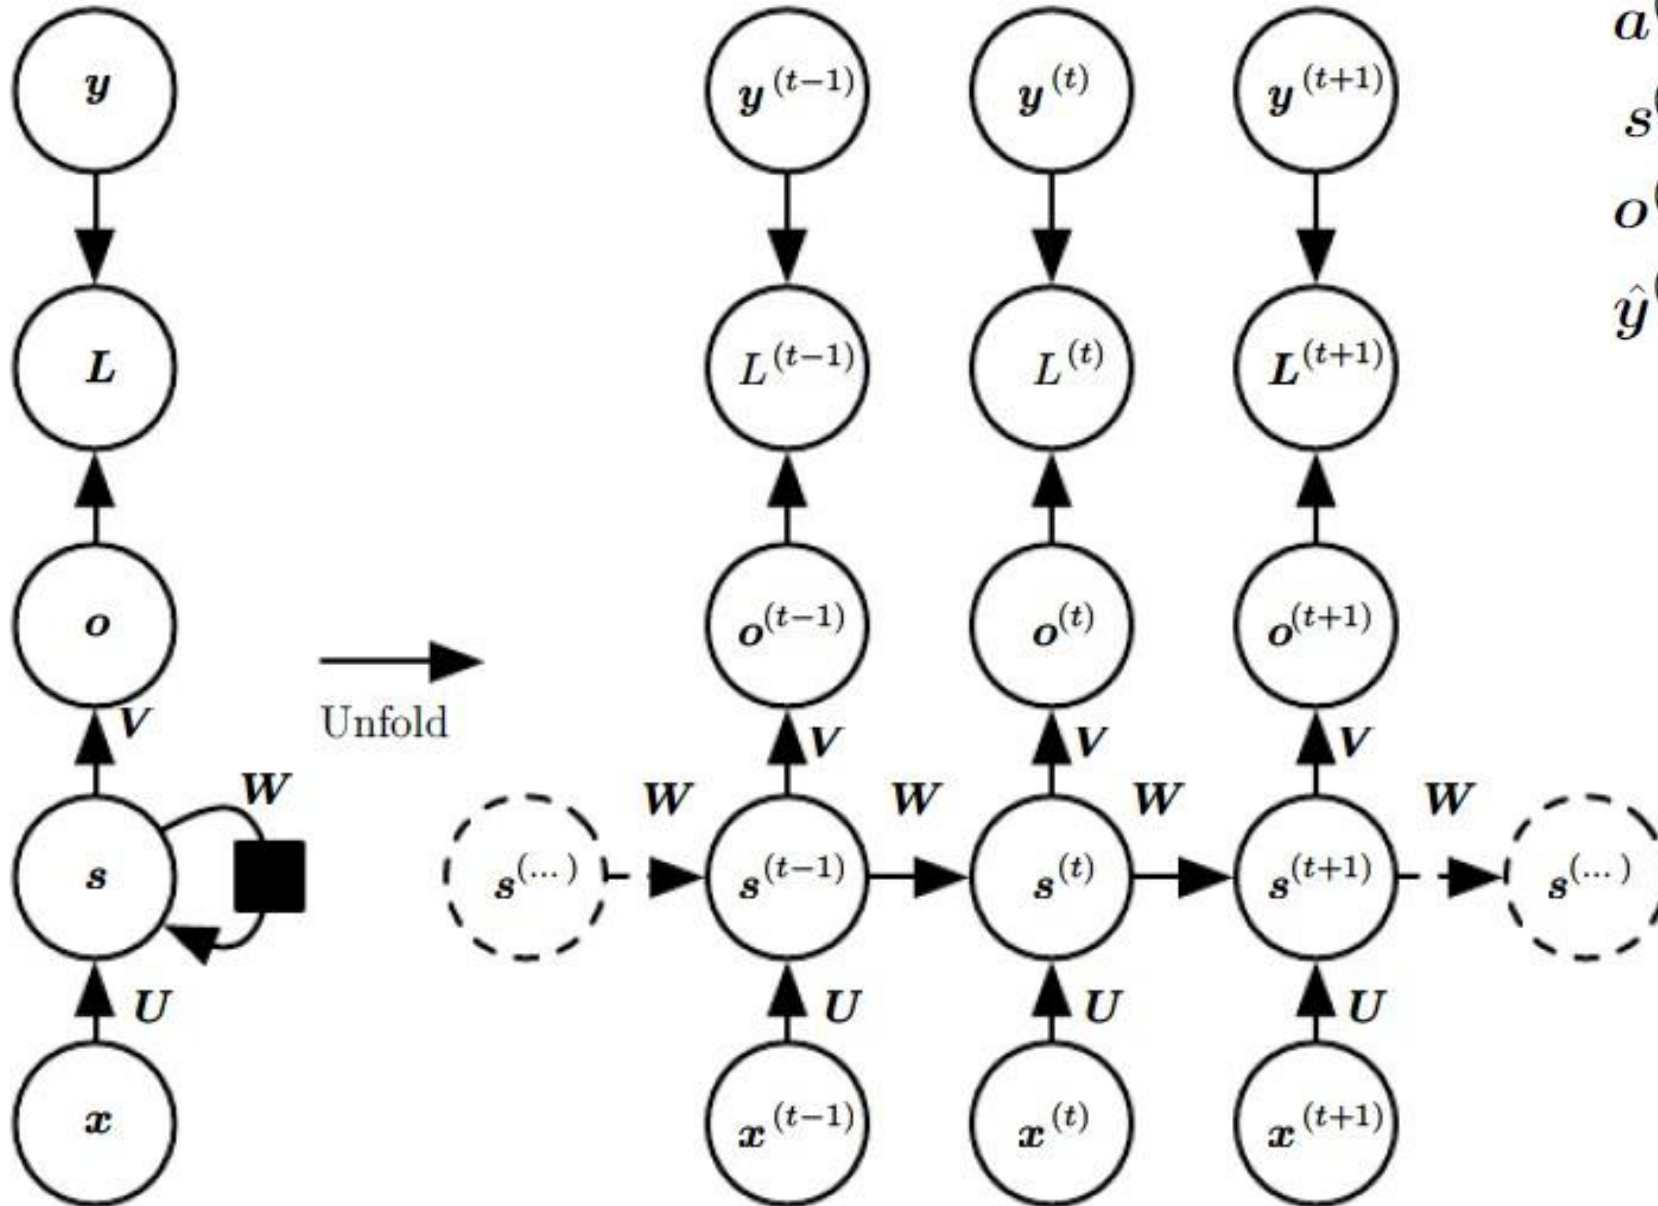 y y^(t−1) y^(t) y^(t+1) a^(
s^(
o^(
ŷ^(
L L^(t−1) L^(t) L^(t+1)
o o^(t−1) o^(t) o^(t+1)
Unfold
V V V V
W W W W W
s s^(...) s^(t−1) s^(t) s^(t+1) s^(...)
U U U U
x x^(t−1) x^(t) x^(t+1)